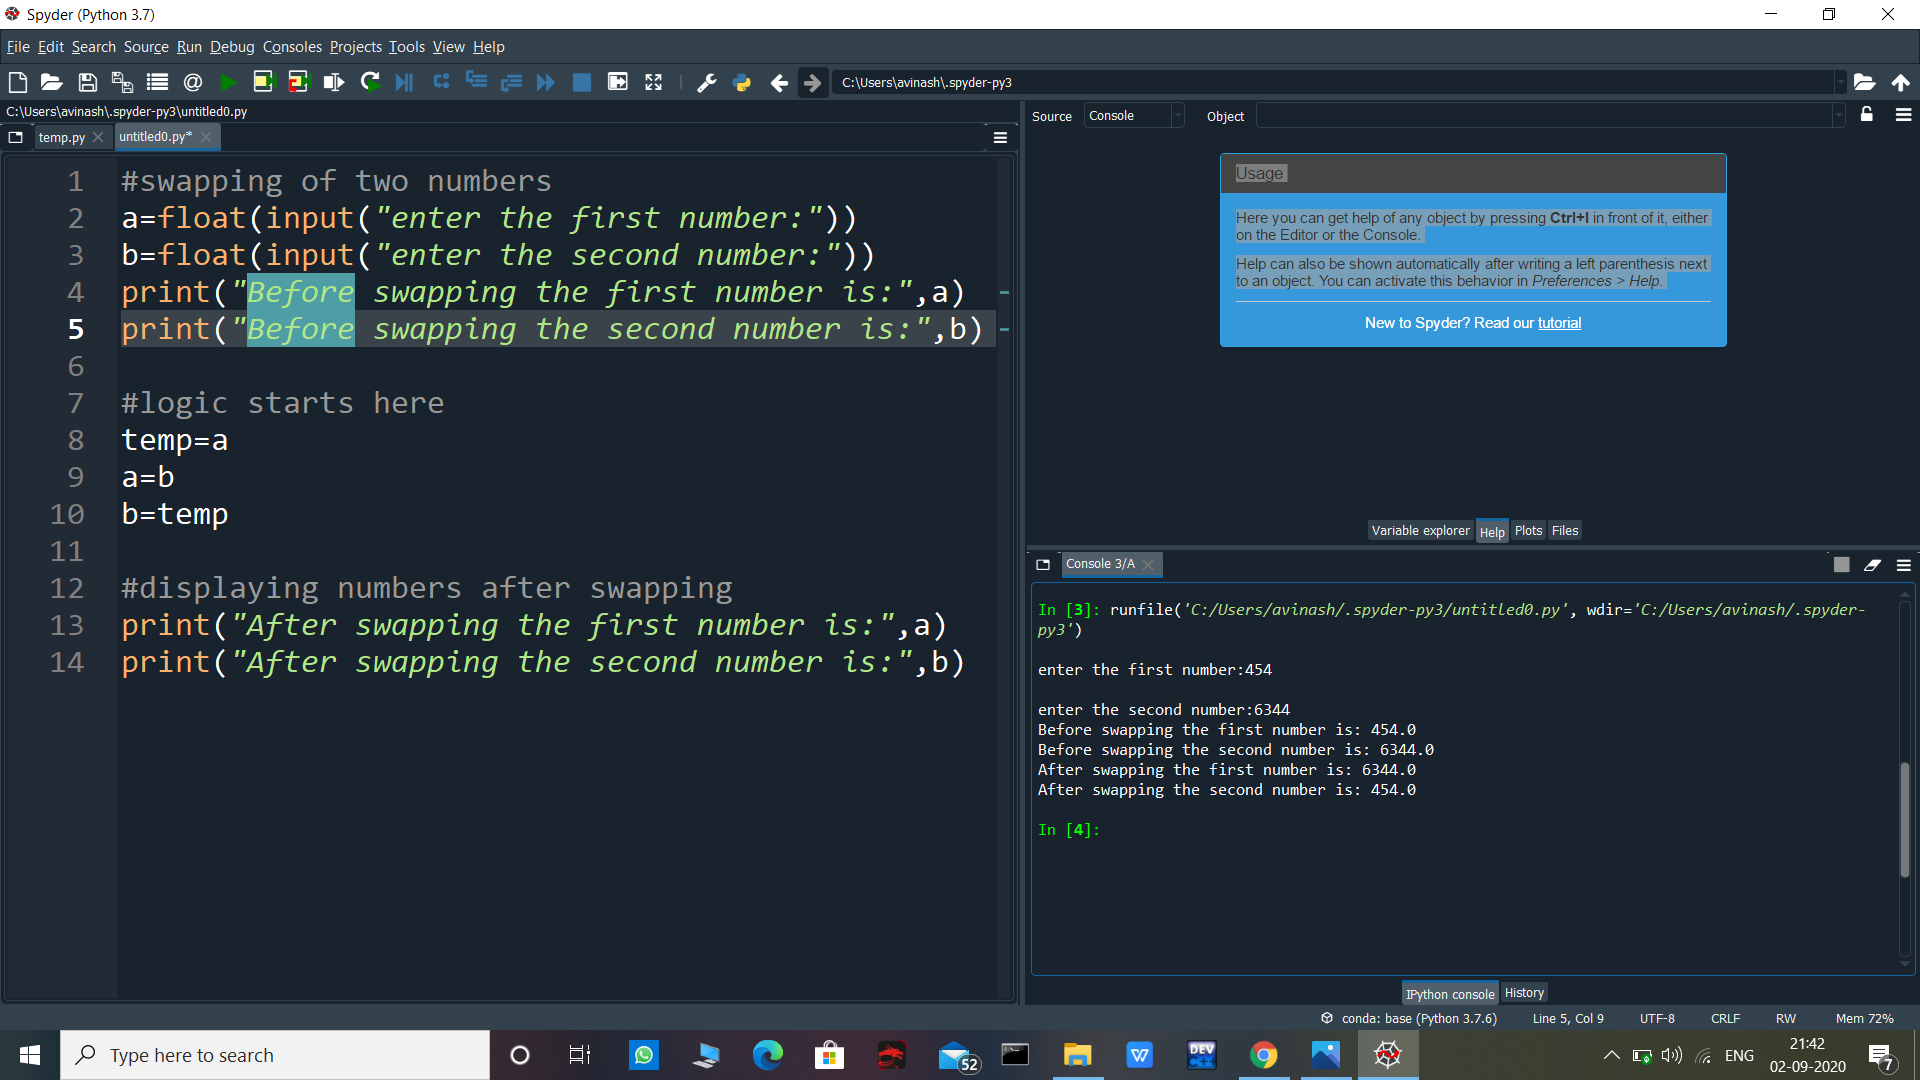 Spyder (Python 3.7)
File Edit Search Source Run Debug Consoles Projects Tools View Help
C:\Users\avinash\.spyder-py3
C:\Users\avinash\.spyder-py3\untitled0.py
temp.py
untitled0.py*
1 #swapping of two numbers
2 a=float(input("enter the first number:"))
3 b=float(input("enter the second number:"))
4 print("Before swapping the first number is:",a)
5 print("Before swapping the second number is:",b)
6
7 #logic starts here
8 temp=a
9 a=b
10 b=temp
11
12 #displaying numbers after swapping
13 print("After swapping the first number is:",a)
14 print("After swapping the second number is:",b)
Source Console Object
Usage
Here you can get help of any object by pressing Ctrl+I in front of it, either
on the Editor or the Console.
Help can also be shown automatically after writing a left parenthesis next
to an object. You can activate this behavior in Preferences > Help.
New to Spyder? Read our tutorial
Variable explorer Help Plots Files
Console 3/A
In [3]: runfile('C:/Users/avinash/.spyder-py3/untitled0.py', wdir='C:/Users/avinash/.spyder-
py3')
enter the first number:454
enter the second number:6344
Before swapping the first number is: 454.0
Before swapping the second number is: 6344.0
After swapping the first number is: 6344.0
After swapping the second number is: 454.0
In [4]:
IPython console History
conda: base (Python 3.7.6) Line 5, Col 9 UTF-8 CRLF RW Mem 72%
Type here to search
52
W
DEV
C++
ENG
21:42
02-09-2020
7